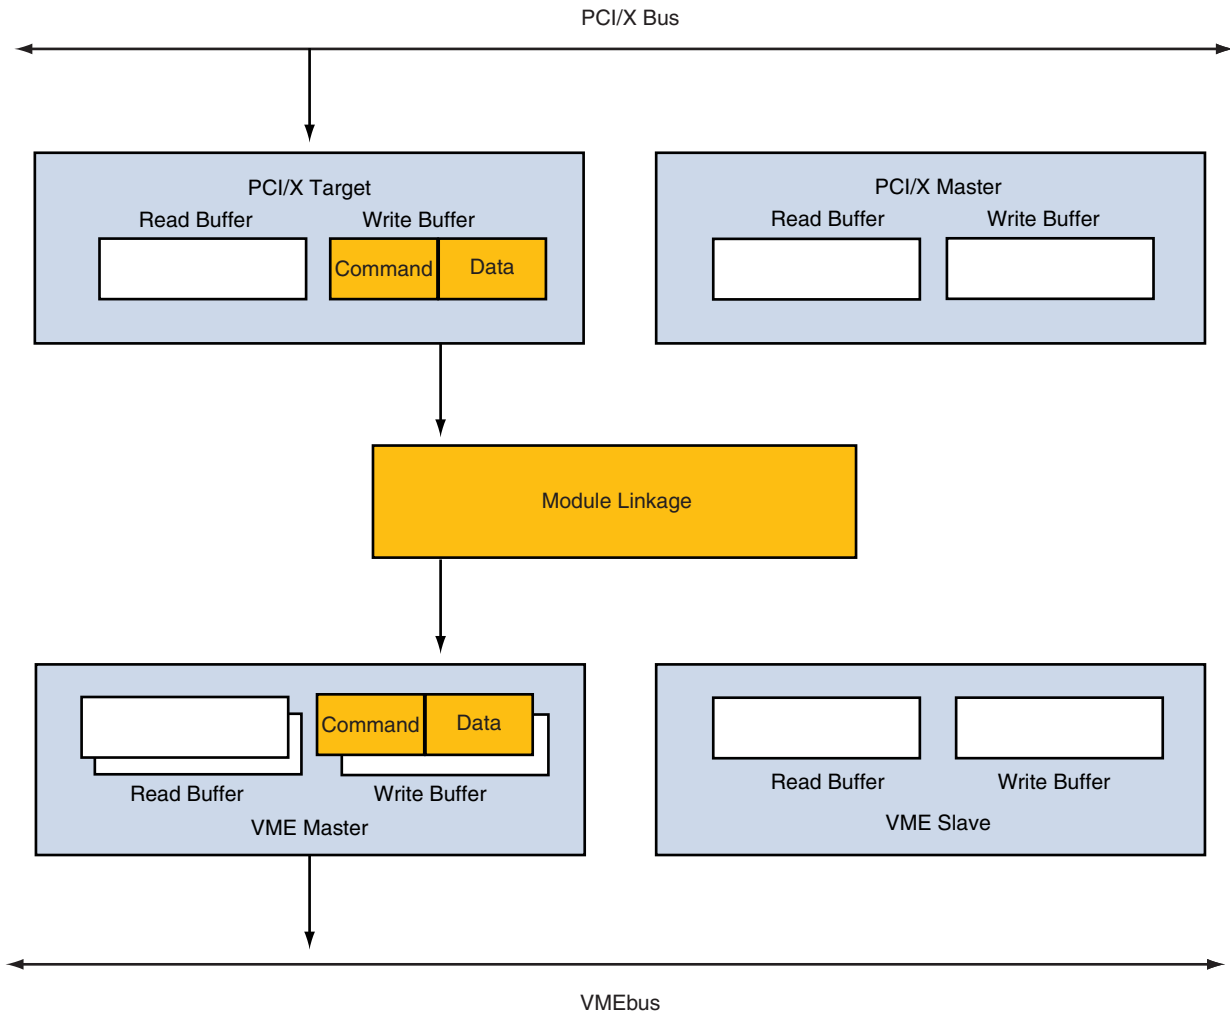 PCI/X Bus
PCI/X Target
Read Buffer
Write Buffer
Command
Data
PCI/X Master
Read Buffer
Write Buffer
Module Linkage
Command
Data
Read Buffer
Write Buffer
VME Master
Read Buffer
Write Buffer
VME Slave
VMEbus